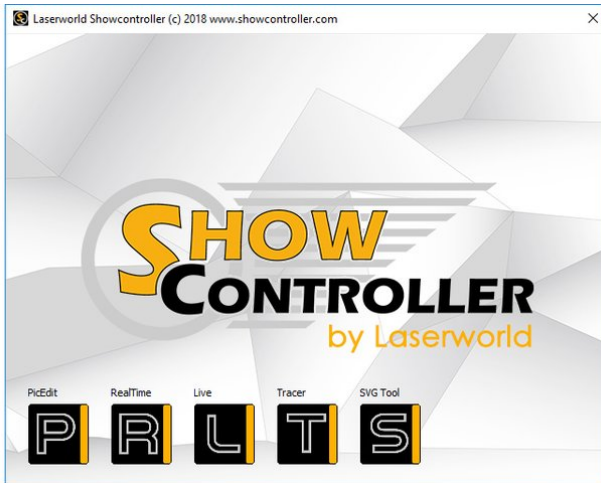 Laserworld Showcontroller (c) 2018 www.showcontroller.com
SHOW
CONTROLLER
by Laserworld
PicEdit RealTime Live Tracer SVG Tool
P R L T S